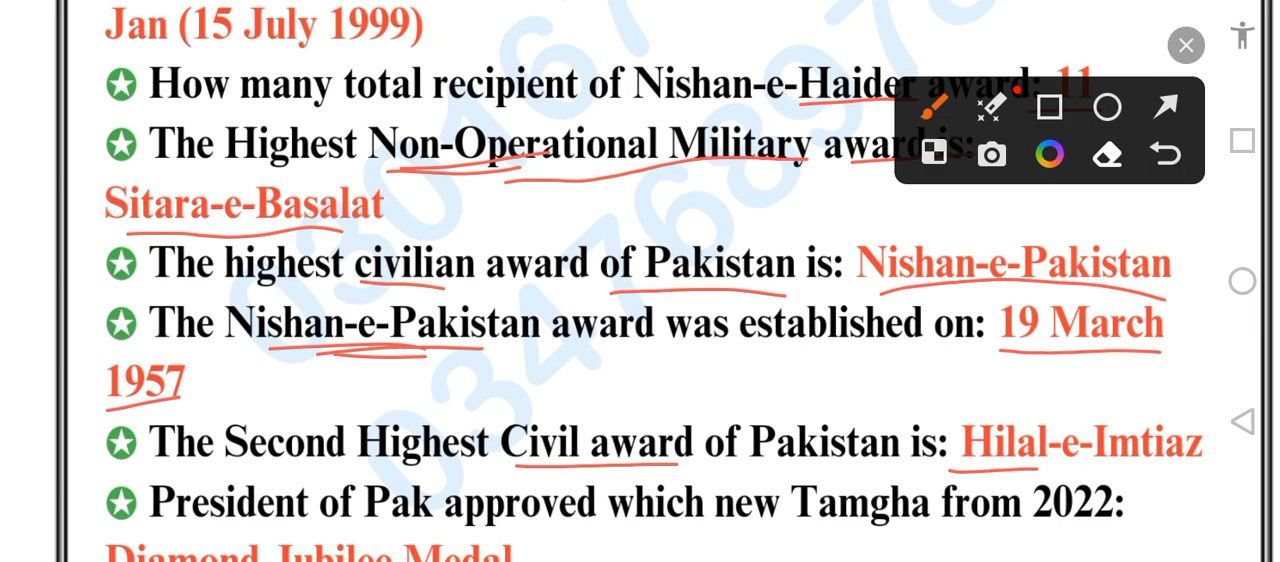 Jan (15 July 1999)
How many total recipient of Nishan-e-Haider award: 11
The Highest Non-Operational Military award is:
Sitara-e-Basalat
The highest civilian award of Pakistan is: Nishan-e-Pakistan
The Nishan-e-Pakistan award was established on: 19 March
1957
The Second Highest Civil award of Pakistan is: Hilal-e-Imtiaz
President of Pak approved which new Tamgha from 2022:
Diamond Jubilee Medal